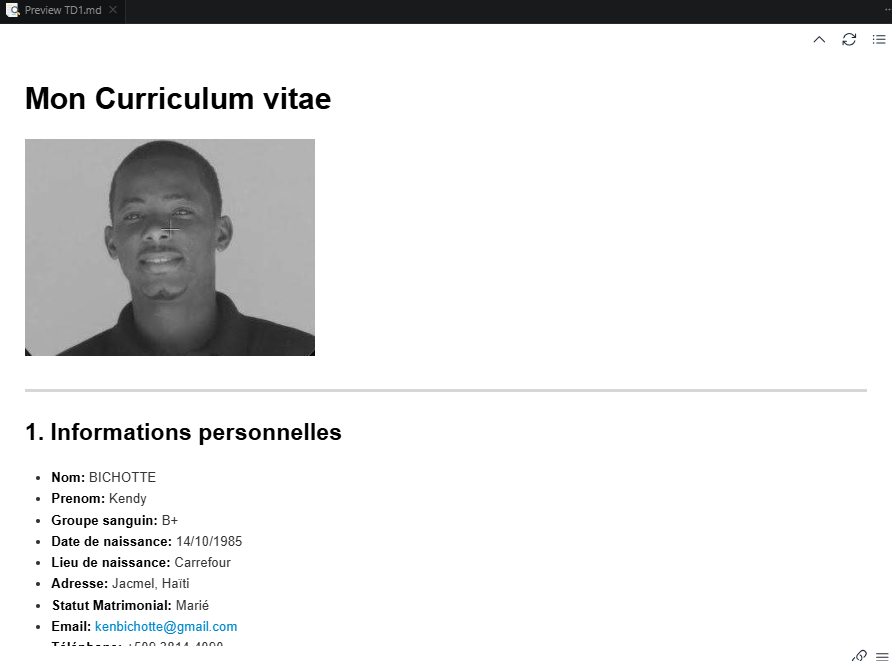 Preview TD1.md
Mon Curriculum vitae
1. Informations personnelles
Nom: BICHOTTE
Prenom: Kendy
Groupe sanguin: B+
Date de naissance: 14/10/1985
Lieu de naissance: Carrefour
Adresse: Jacmel, Haïti
Statut Matrimonial: Marié
Email: kenbichotte@gmail.com
Téléphone: